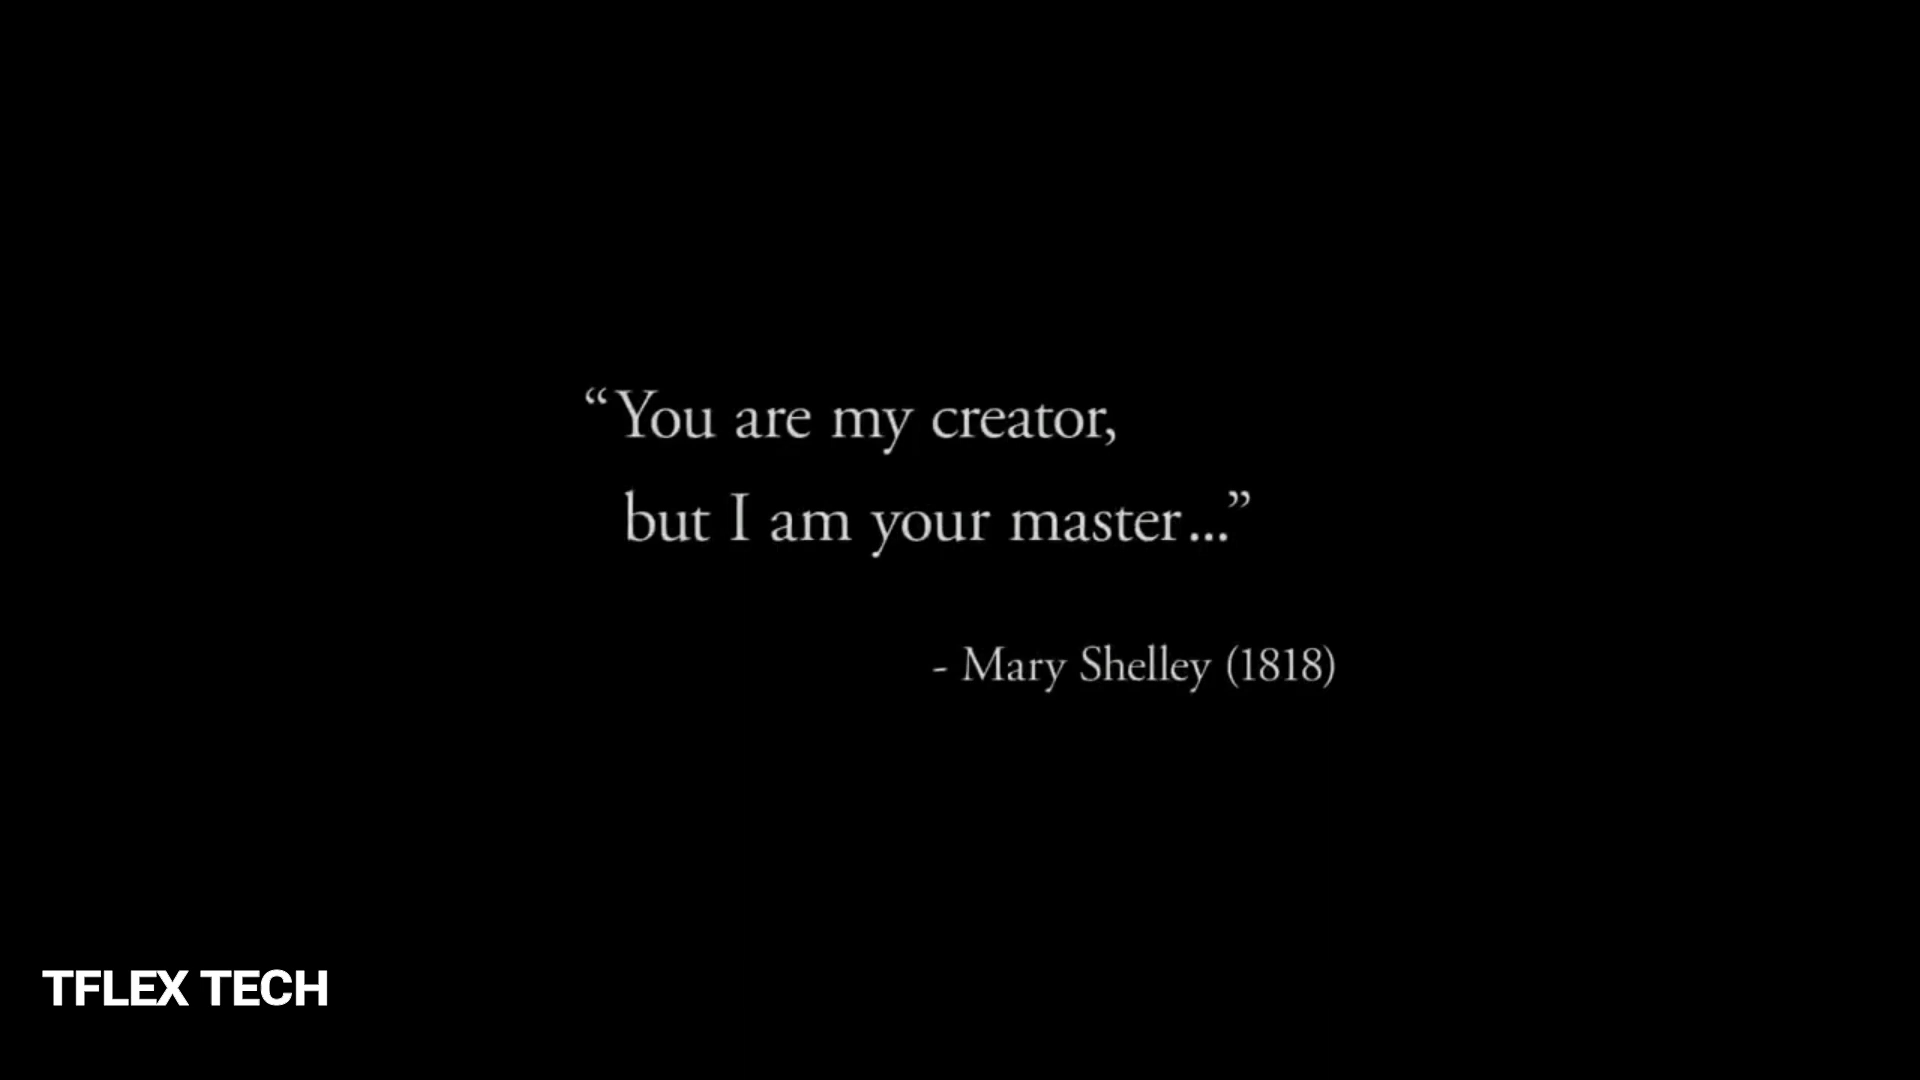 “You are my creator,
but I am your master...”
- Mary Shelley (1818)
TFLEX TECH